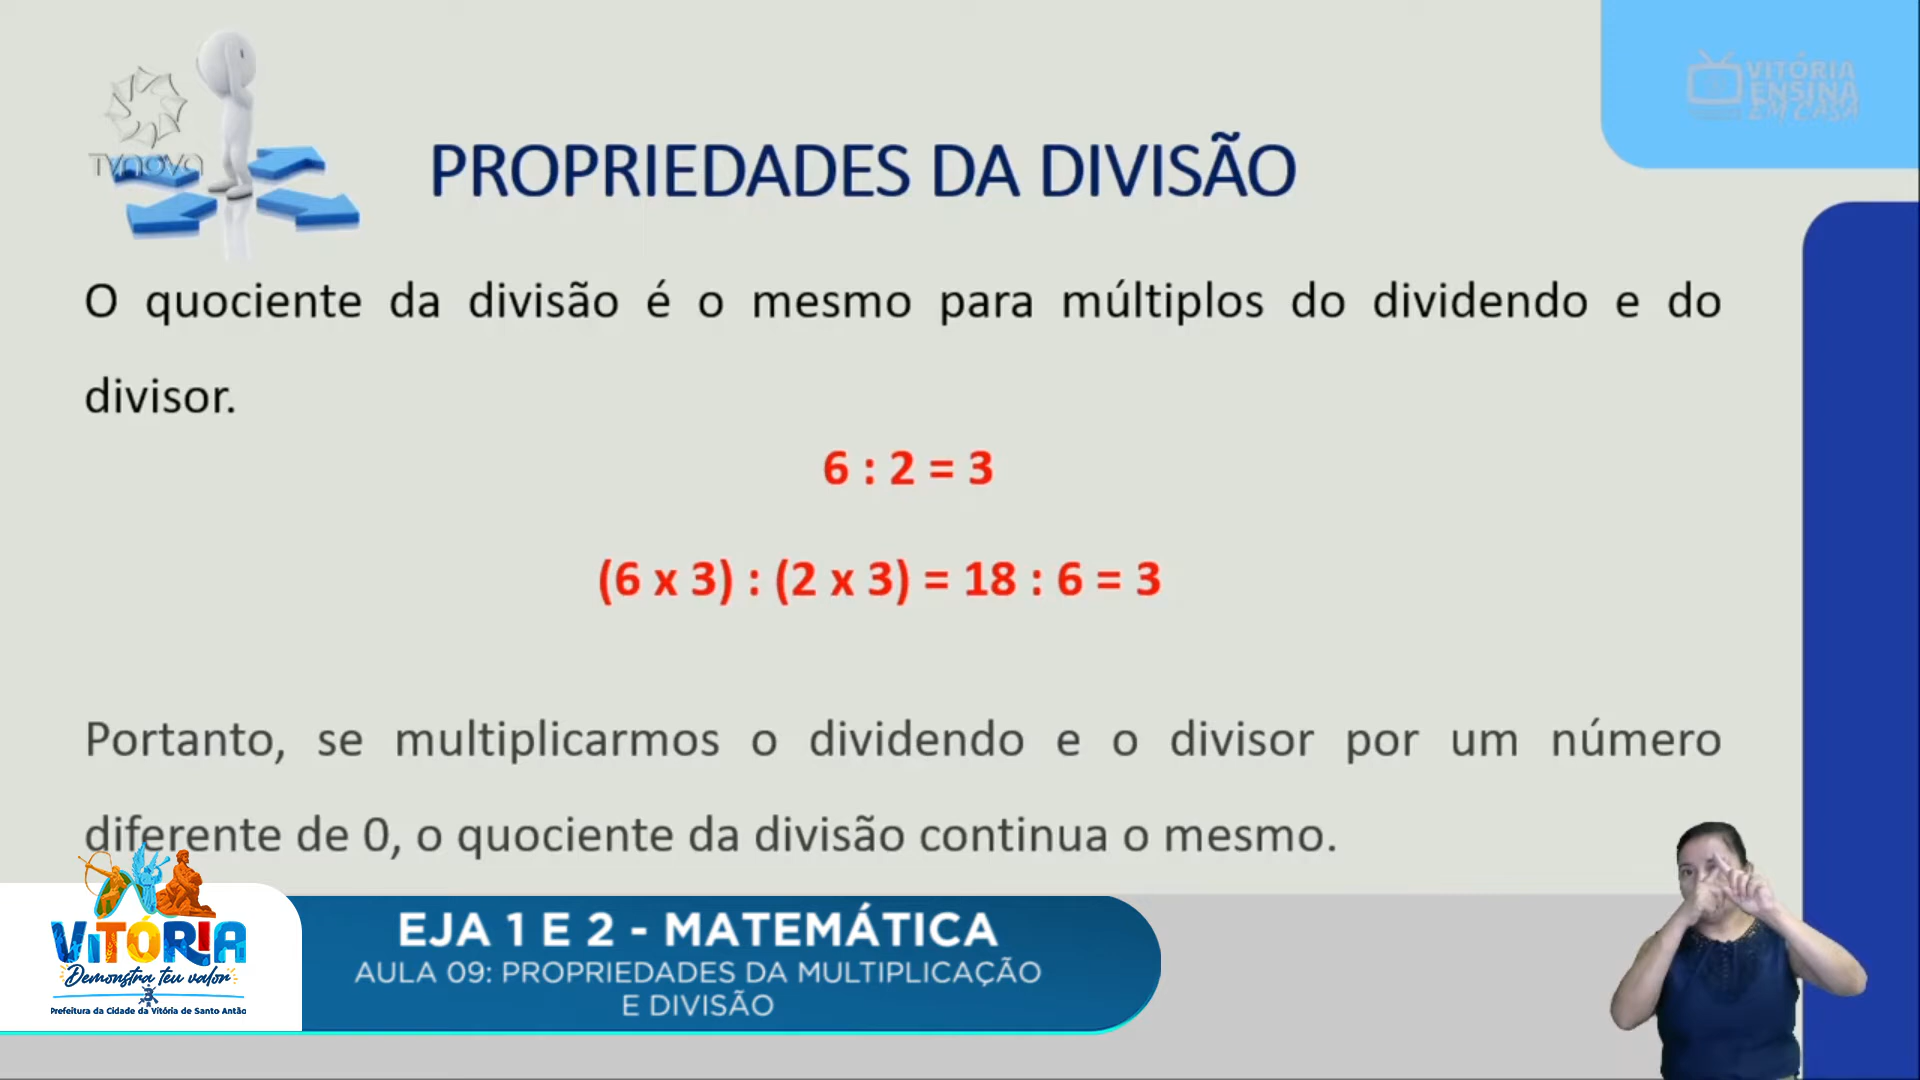 VITÓRIA
ENSINA
EM CASA
TVNOVA
PROPRIEDADES DA DIVISÃO
O quociente da divisão é o mesmo para múltiplos do dividendo e do
divisor.
6 : 2 = 3
(6 x 3) : (2 x 3) = 18 : 6 = 3
Portanto, se multiplicarmos o dividendo e o divisor por um número
diferente de 0, o quociente da divisão continua o mesmo.
VITÓRIA
Demonstra teu valor
Prefeitura da Cidade da Vitória de Santo Antão
EJA 1 E 2 - MATEMÁTICA
AULA 09: PROPRIEDADES DA MULTIPLICAÇÃO
E DIVISÃO